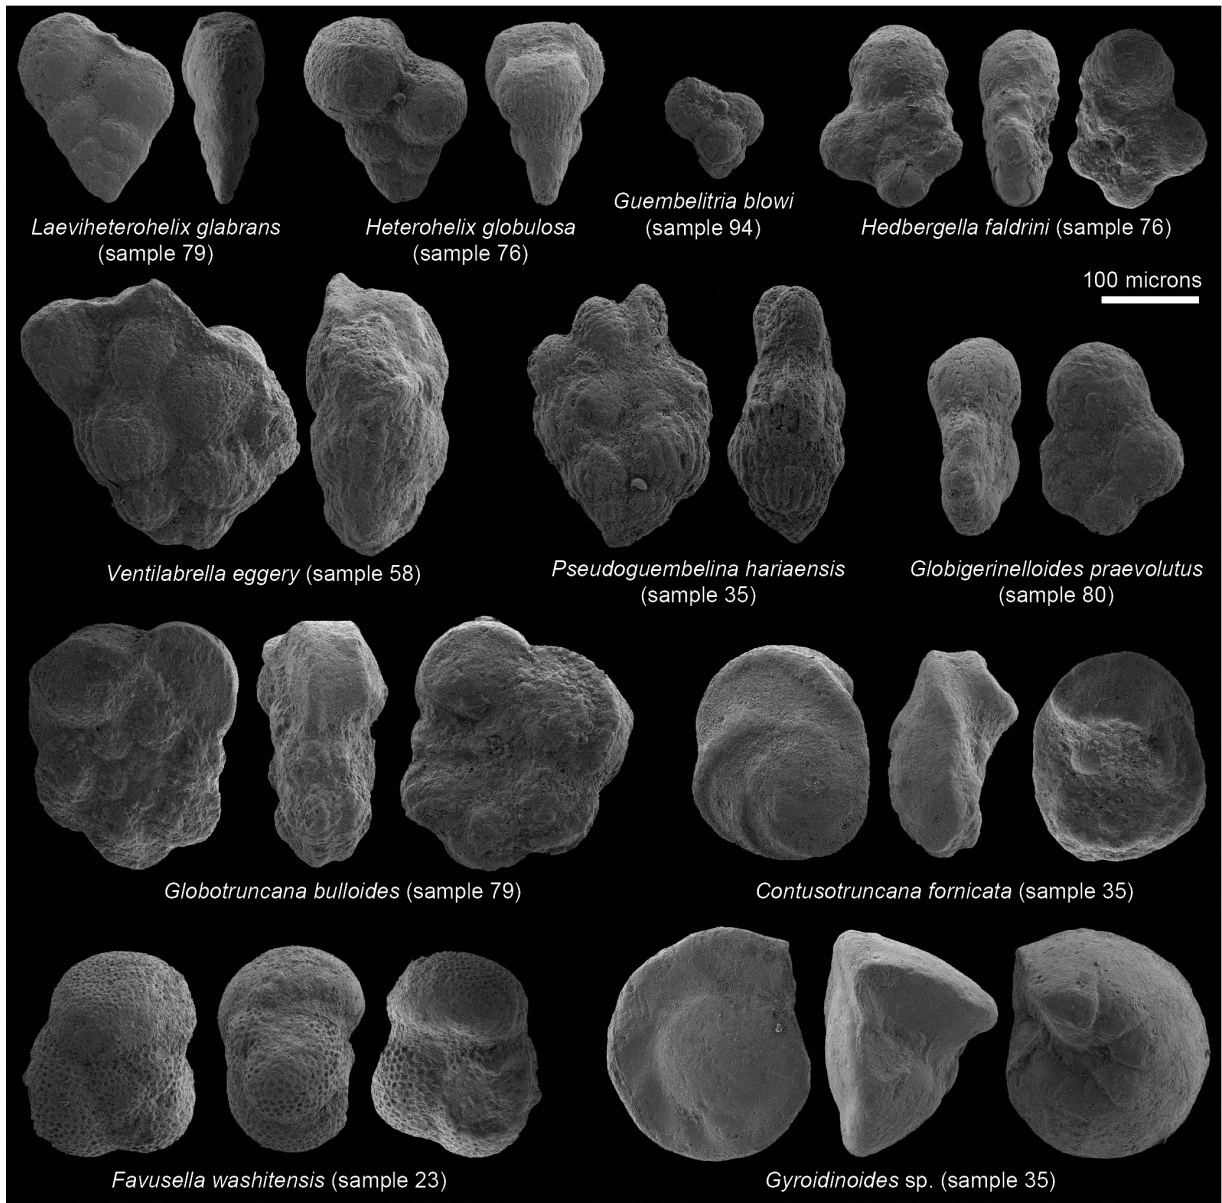 Laeviheterohelix glabrans
(sample 79)
Heterohelix globulosa
(sample 76)
Guembelitria blowi
(sample 94)
Hedbergella faldrini (sample 76)
100 microns
Ventilabrella eggery (sample 58)
Pseudoguembelina hariaensis
(sample 35)
Globigerinelloides praevolutus
(sample 80)
Globotruncana bulloides (sample 79)
Contusotruncana fornicata (sample 35)
Favusella washitensis (sample 23)
Gyroidinoides sp. (sample 35)